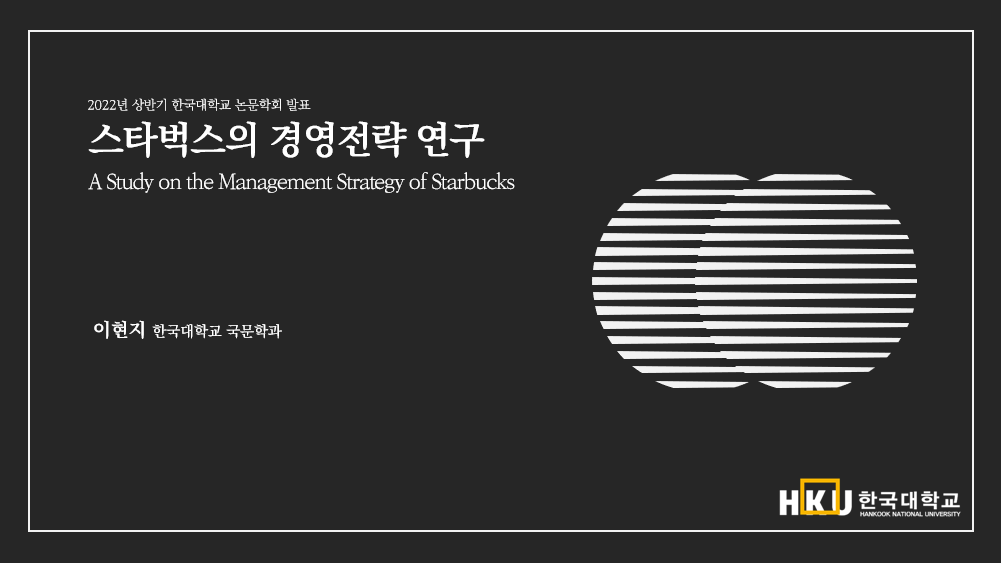 2022년 상반기 한국대학교 논문학회 발표
스타벅스의 경영전략 연구
A Study on the Management Strategy of Starbucks
이현지 한국대학교 국문학과
HKU 한국대학교
HANKOOK NATIONAL UNIVERSITY